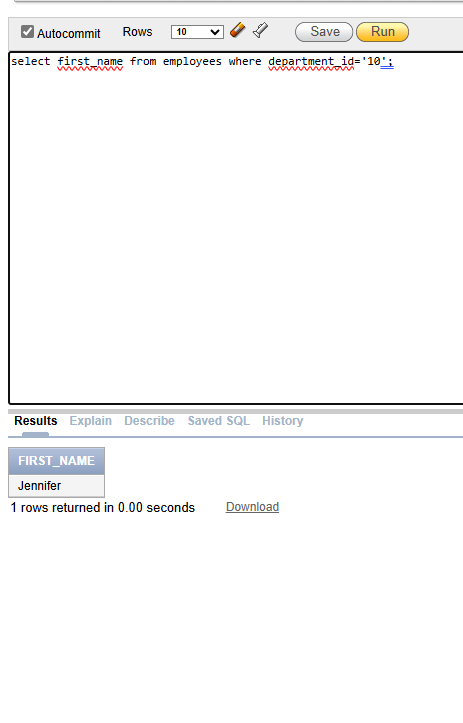 Autocommit Rows 10 Save Run
select first_name from employees where department_id='10';
Results Explain Describe Saved SQL History
FIRST_NAME
Jennifer
1 rows returned in 0.00 seconds Download